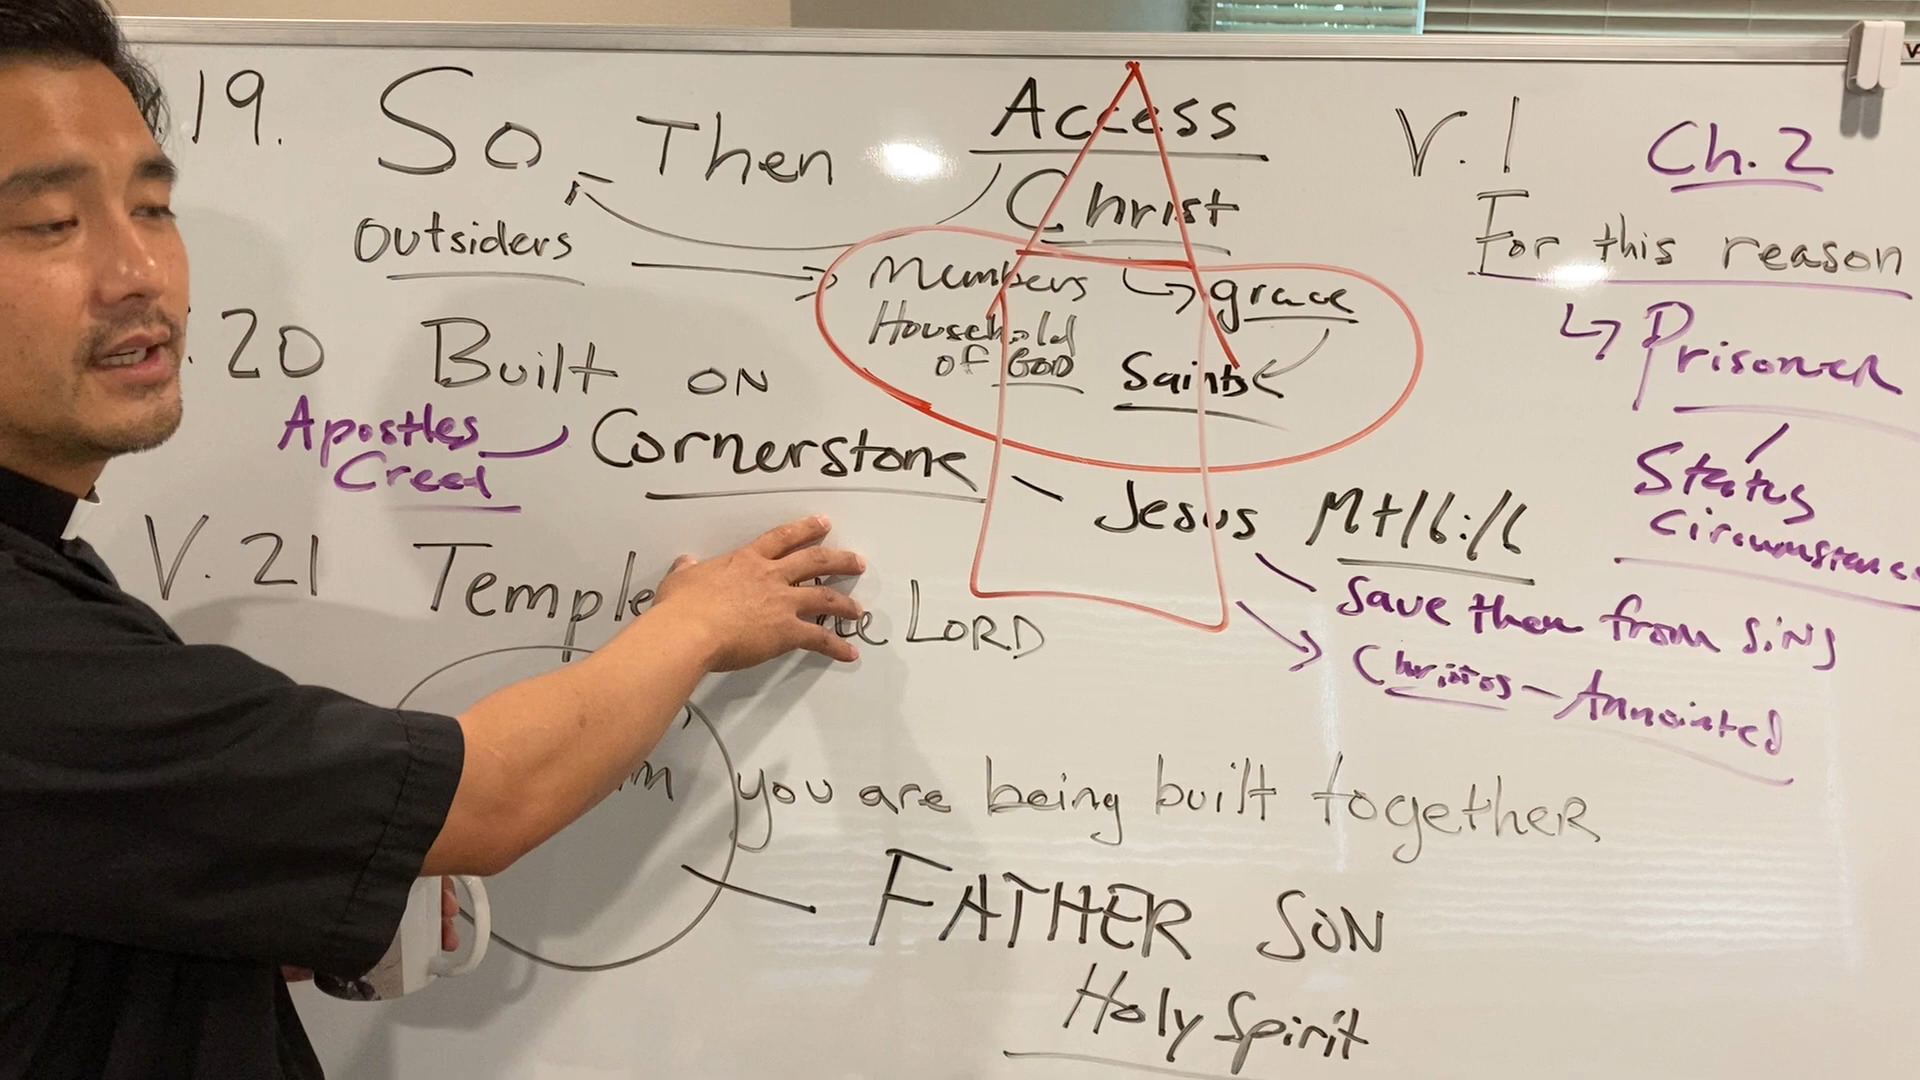 19. So Then
Access
Christ
Outsiders
Members
Household
of GOD
grace
Saints
20 Built ON
Apostles
Creed
Cornerstone
Jesus Mt 16:16
Save them from SiNS
Christos - Annointed
V. 21 Temple the LORD
you are being built together
FATHER SON
Holy Spirit
V. 1
Ch. 2
For this reason
Prisoner
Status